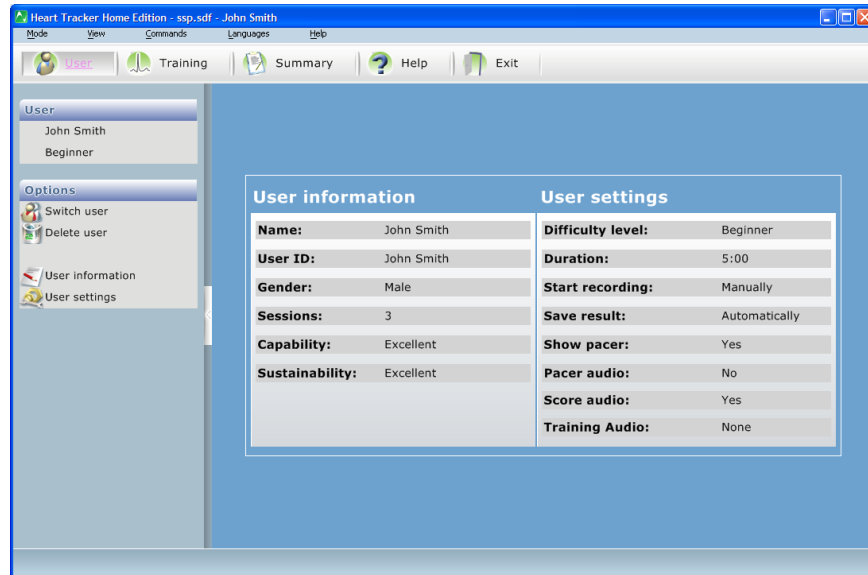 Heart Tracker Home Edition - ssp.sdf - John Smith
Mode View Commands Languages Help
User Training Summary Help Exit
User
John Smith
Beginner
Options
Switch user
Delete user
User information
User settings
User information
Name: John Smith
User ID: John Smith
Gender: Male
Sessions: 3
Capability: Excellent
Sustainability: Excellent
User settings
Difficulty level: Beginner
Duration: 5:00
Start recording: Manually
Save result: Automatically
Show pacer: Yes
Pacer audio: No
Score audio: Yes
Training Audio: None